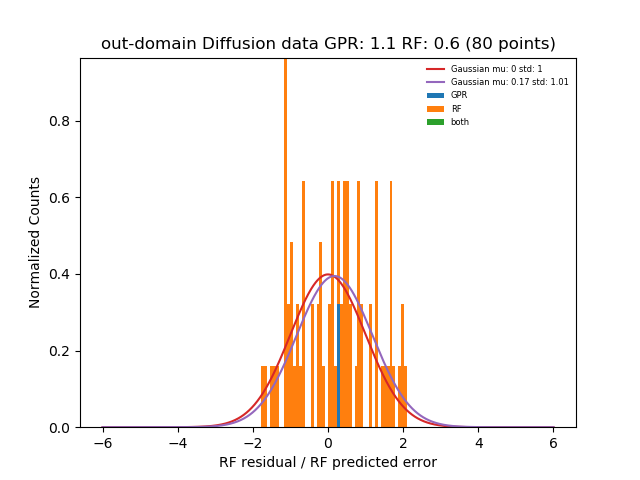 out-domain Diffusion data GPR: 1.1 RF: 0.6 (80 points)
Gaussian mu: 0 std: 1
Gaussian mu: 0.17 std: 1.01
GPR
RF
both
Normalized Counts
0.8
0.6
0.4
0.2
0.0
−6 −4 −2 0 2 4 6
RF residual / RF predicted error